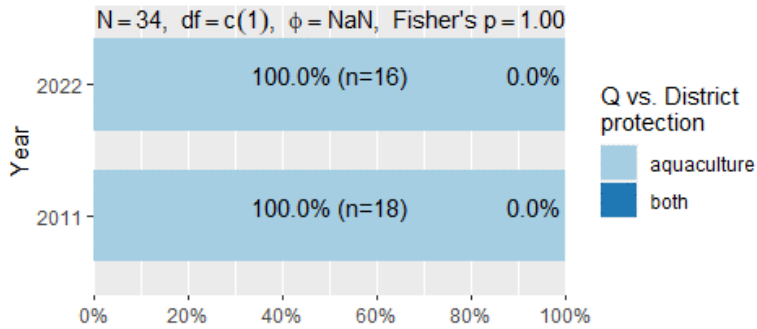 N = 34, df = c(1), ϕ = NaN, Fisher's p = 1.00
2022
100.0% (n=16) 0.0%
2011
100.0% (n=18) 0.0%
Year
0% 20% 40% 60% 80% 100%
Q vs. District
protection
aquaculture
both